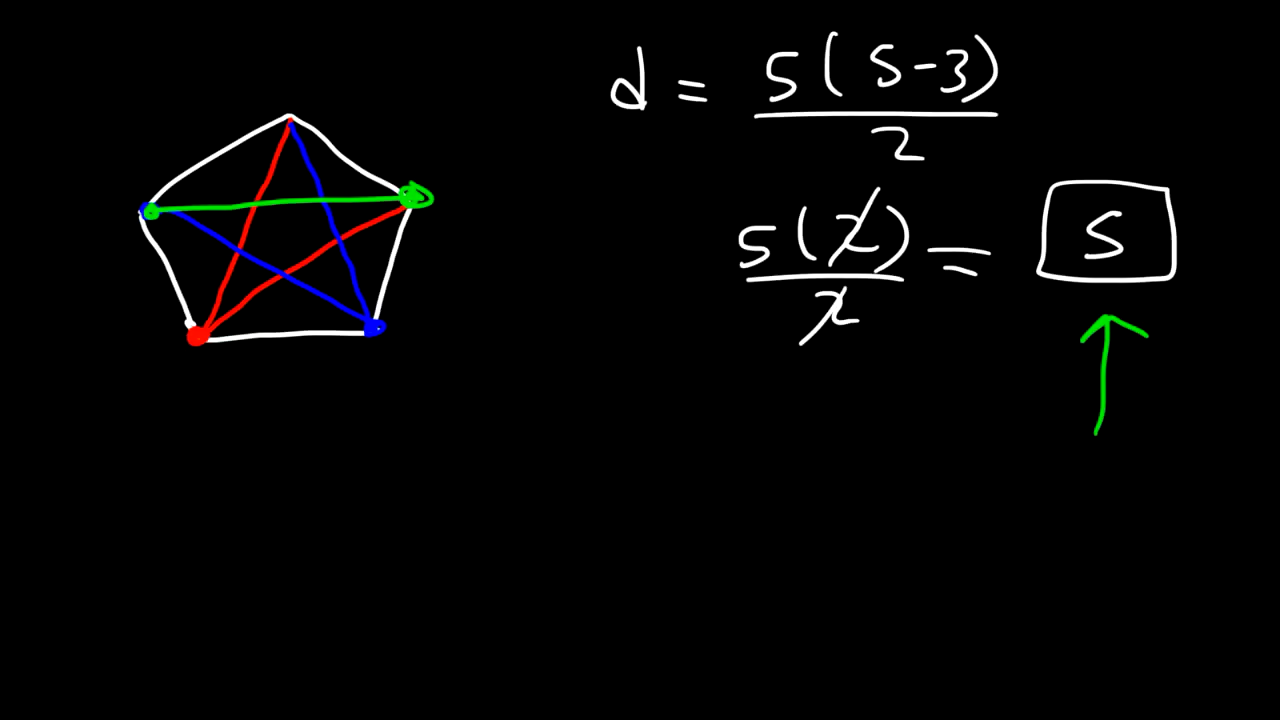 d = 5(5-3)/2
5(2)/2 = 5